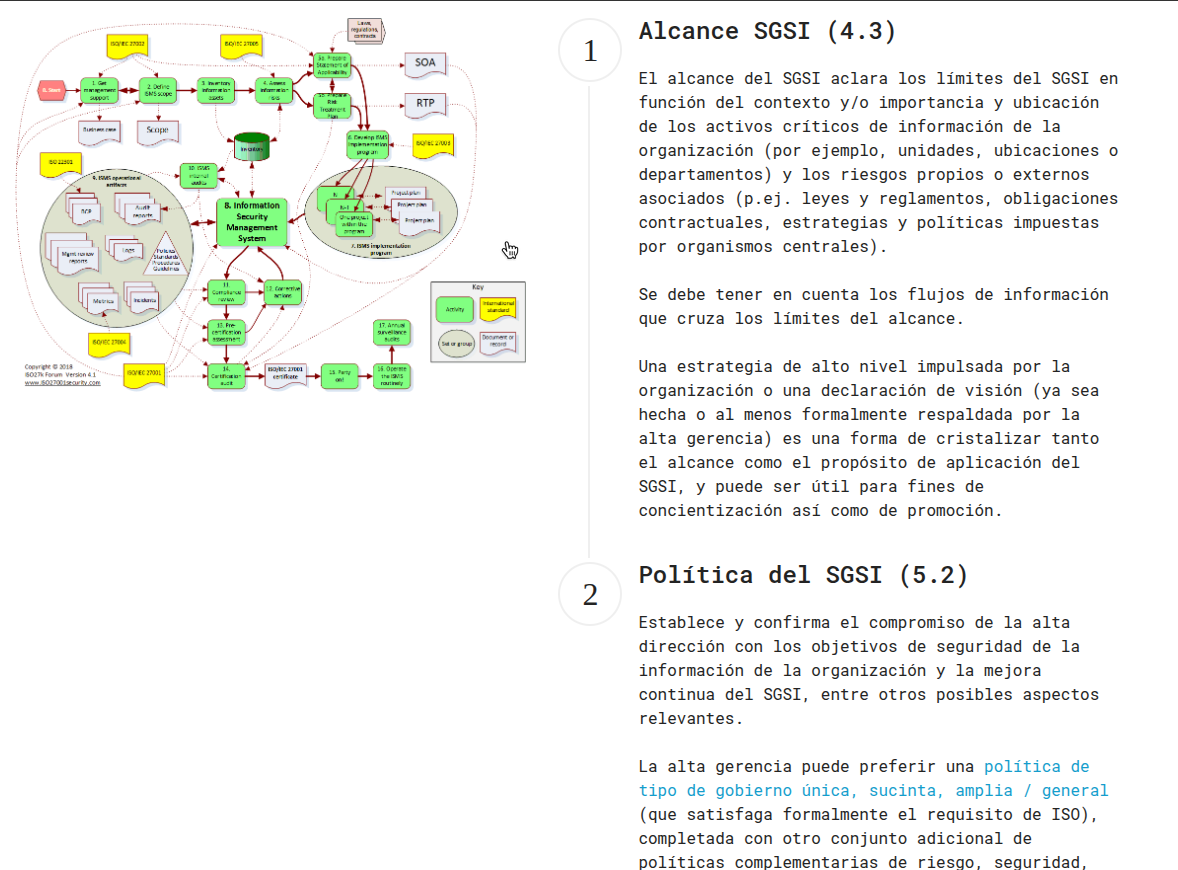 Laws,
regulations,
contracts
ISO/IEC 27002
ISO/IEC 27005
5a. Prepare
Statement of
Applicability
SOA
1. Get
management
support
2. Define
ISMS scope
3. Inventory
information
assets
4. Assess
information
risks
5b. Prepare
Risk
Treatment
Plan
RTP
Business case
Scope
Inventory
6. Develop ISMS
implementation
program
ISO/IEC 27003
ISO 22301
9. ISMS operational
artifacts
10. ISMS
internal
audits
BCP
Audit
reports
8. Information
Security
Management
System
Project plan
Project plan
Project plan
One project
within the
program
7. ISMS implementation
program
Mgmt review
reports
Logs
Policies
Standards
Procedures
Guidelines
Metrics
Incidents
11.
Compliance
review
12. Corrective
actions
Key
Activity
International
standard
Set or group
Document or
record
13. Pre-
certification
assessment
17. Annual
surveillance
audits
ISO/IEC 27004
Copyright © 2018
ISO27k Forum Version 4.1
www.ISO27001security.com
ISO/IEC 27001
14.
Certification
audit
ISO/IEC 27001
certificate
15. Party
on!
16. Operate
the ISMS
routinely
1
Alcance SGSI (4.3)
El alcance del SGSI aclara los límites del SGSI en
función del contexto y/o importancia y ubicación
de los activos críticos de información de la
organización (por ejemplo, unidades, ubicaciones o
departamentos) y los riesgos propios o externos
asociados (p.ej. leyes y reglamentos, obligaciones
contractuales, estrategias y políticas impuestas
por organismos centrales).
Se debe tener en cuenta los flujos de información
que cruza los límites del alcance.
Una estrategia de alto nivel impulsada por la
organización o una declaración de visión (ya sea
hecha o al menos formalmente respaldada por la
alta gerencia) es una forma de cristalizar tanto
el alcance como el propósito de aplicación del
SGSI, y puede ser útil para fines de
concientización así como de promoción.
2
Política del SGSI (5.2)
Establece y confirma el compromiso de la alta
dirección con los objetivos de seguridad de la
información de la organización y la mejora
continua del SGSI, entre otros posibles aspectos
relevantes.
La alta gerencia puede preferir una política de
tipo de gobierno única, sucinta, amplia / general
(que satisfaga formalmente el requisito de ISO),
completada con otro conjunto adicional de
políticas complementarias de riesgo, seguridad,